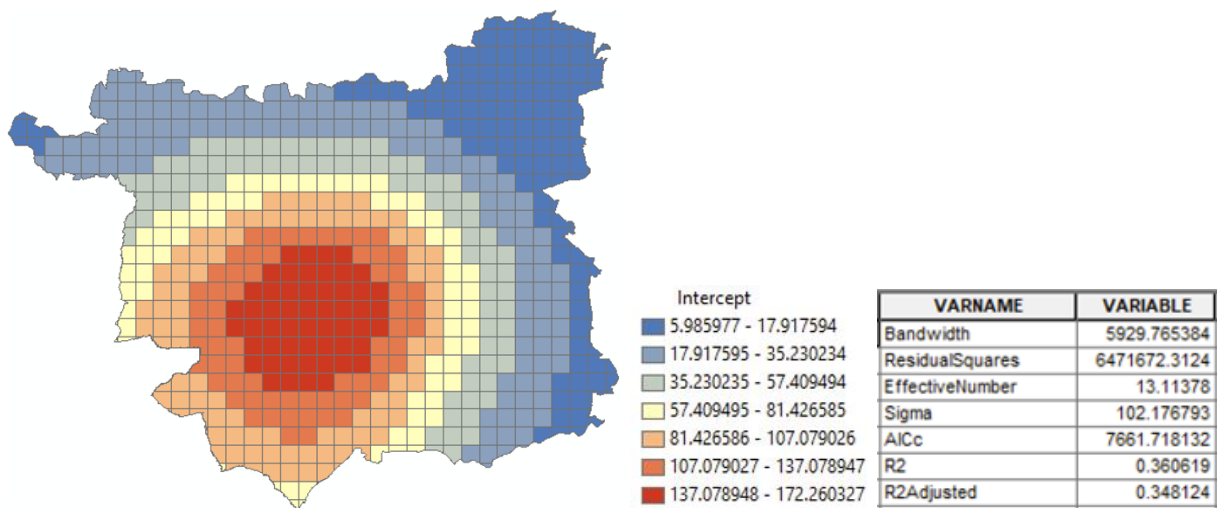 Intercept
5.985977 - 17.917594
17.917595 - 35.230234
35.230235 - 57.409494
57.409495 - 81.426585
81.426586 - 107.079026
107.079027 - 137.078947
137.078948 - 172.260327
VARNAME VARIABLE
Bandwidth 5929.765384
ResidualSquares 6471672.3124
EffectiveNumber 13.11378
Sigma 102.176793
AICc 7661.718132
R2 0.360619
R2Adjusted 0.348124